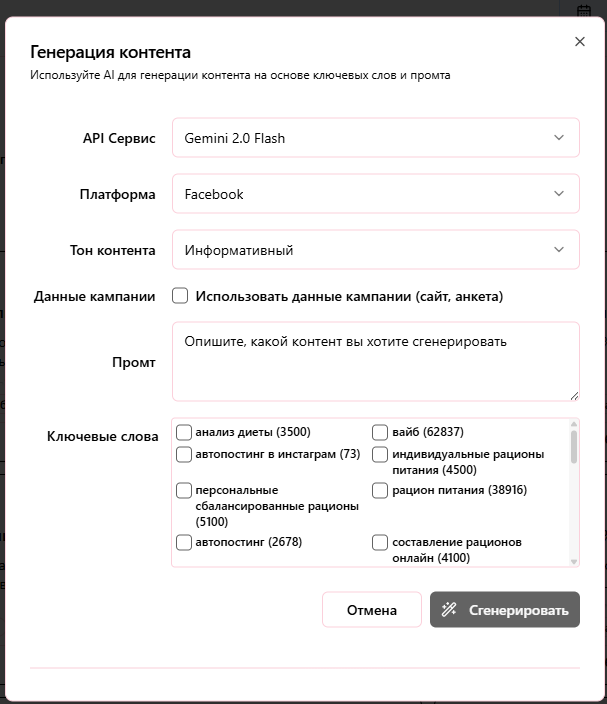 Генерация контента
Используйте AI для генерации контента на основе ключевых слов и промта
API Сервис
Gemini 2.0 Flash
Платформа
Facebook
Тон контента
Информативный
Данные кампании
Использовать данные кампании (сайт, анкета)
Промт
Опишите, какой контент вы хотите сгенерировать
Ключевые слова
анализ диеты (3500)
вайб (62837)
автопостинг в инстаграм (73)
индивидуальные рационы
питания (4500)
персональные
сбалансированные рационы
(5100)
рацион питания (38916)
автопостинг (2678)
составление рационов
онлайн (4100)
Отмена
Сгенерировать